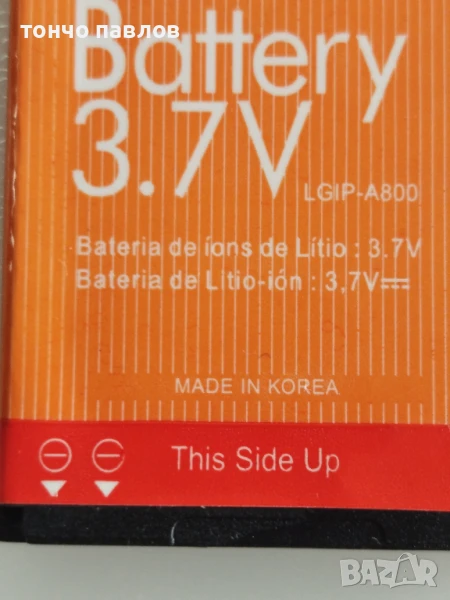 тончо павлов
Battery
3.7V
LGIP-A800
Bateria de íons de Lítio : 3.7V
Bateria de Litio-ión : 3,7V
MADE IN KOREA
This Side Up
BAZAR